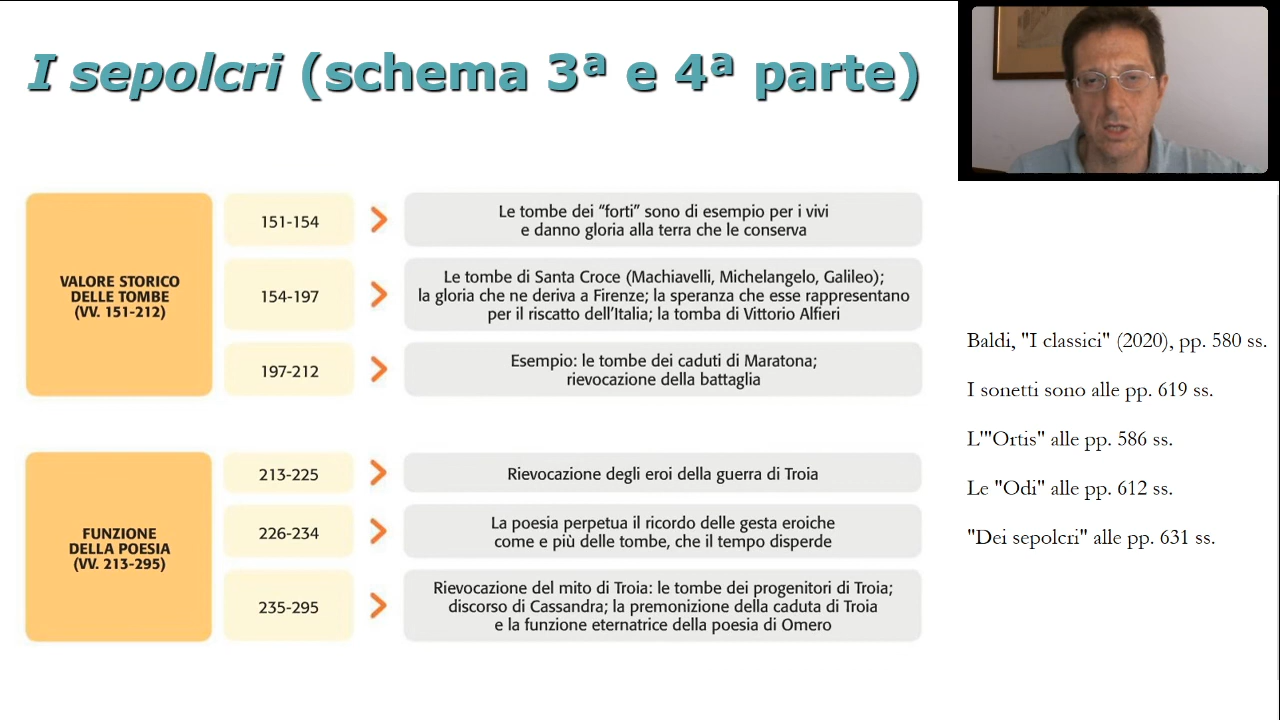 I sepolcri (schema 3ª e 4ª parte)
VALORE STORICO
DELLE TOMBE
(VV. 151-212)
151-154
Le tombe dei “forti” sono di esempio per i vivi
e danno gloria alla terra che le conserva
154-197
Le tombe di Santa Croce (Machiavelli, Michelangelo, Galileo);
la gloria che ne deriva a Firenze; la speranza che esse rappresentano
per il riscatto dell’Italia; la tomba di Vittorio Alfieri
197-212
Esempio: le tombe dei caduti di Maratona;
rievocazione della battaglia
FUNZIONE
DELLA POESIA
(VV. 213-295)
213-225
Rievocazione degli eroi della guerra di Troia
226-234
La poesia perpetua il ricordo delle gesta eroiche
come e più delle tombe, che il tempo disperde
235-295
Rievocazione del mito di Troia: le tombe dei progenitori di Troia;
discorso di Cassandra; la premonizione della caduta di Troia
e la funzione eternatrice della poesia di Omero
Baldi, "I classici" (2020), pp. 580 ss.
I sonetti sono alle pp. 619 ss.
L'"Ortis" alle pp. 586 ss.
Le "Odi" alle pp. 612 ss.
"Dei sepolcri" alle pp. 631 ss.